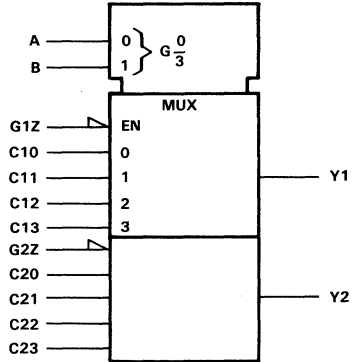 A 0
B 1
G 0/3
MUX
G1Z EN
C10 0
C11 1 Y1
C12 2
C13 3
G2Z
C20
C21 Y2
C22
C23